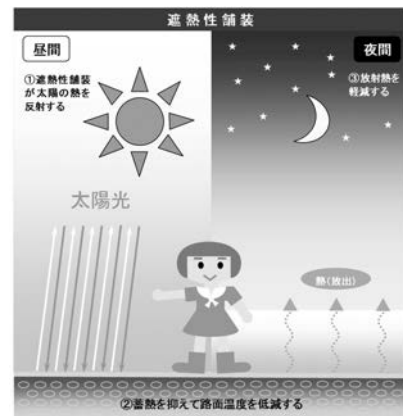 遮熱性舗装
昼間
①遮熱性舗装
が太陽の熱を
反射する
太陽光
夜間
③放射熱を
軽減する
熱(放出)
②蓄熱を抑えて路面温度を低減する